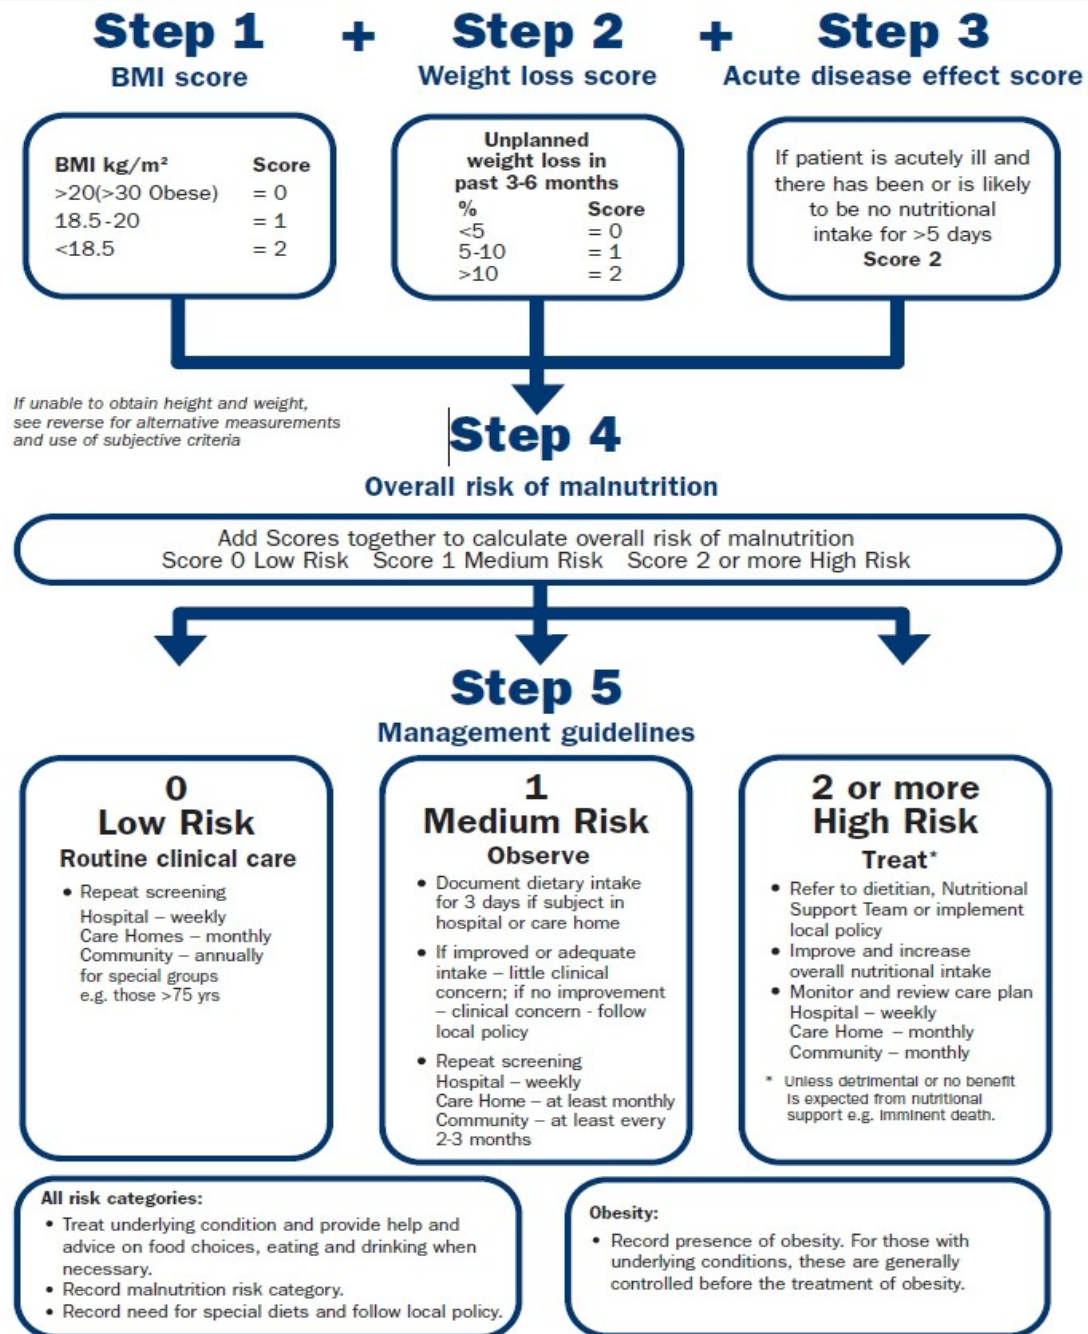 Step 1 + Step 2 + Step 3
BMI score
Weight loss score
Acute disease effect score
BMI kg/m² Score
>20(>30 Obese) = 0
18.5-20 = 1
<18.5 = 2
Unplanned
weight loss in
past 3-6 months
% Score
<5 = 0
5-10 = 1
>10 = 2
If patient is acutely ill and
there has been or is likely
to be no nutritional
intake for >5 days
Score 2
If unable to obtain height and weight,
see reverse for alternative measurements
and use of subjective criteria
Step 4
Overall risk of malnutrition
Add Scores together to calculate overall risk of malnutrition
Score 0 Low Risk Score 1 Medium Risk Score 2 or more High Risk
Step 5
Management guidelines
0
Low Risk
Routine clinical care
• Repeat screening
Hospital – weekly
Care Homes – monthly
Community – annually
for special groups
e.g. those >75 yrs
1
Medium Risk
Observe
• Document dietary intake
for 3 days if subject in
hospital or care home
• If improved or adequate
intake – little clinical
concern; if no improvement
– clinical concern - follow
local policy
• Repeat screening
Hospital – weekly
Care Home – at least monthly
Community – at least every
2-3 months
2 or more
High Risk
Treat*
• Refer to dietitian, Nutritional
Support Team or implement
local policy
• Improve and increase
overall nutritional intake
• Monitor and review care plan
Hospital – weekly
Care Home – monthly
Community – monthly
* Unless detrimental or no benefit
is expected from nutritional
support e.g. imminent death.
All risk categories:
• Treat underlying condition and provide help and
advice on food choices, eating and drinking when
necessary.
• Record malnutrition risk category.
• Record need for special diets and follow local policy.
Obesity:
• Record presence of obesity. For those with
underlying conditions, these are generally
controlled before the treatment of obesity.